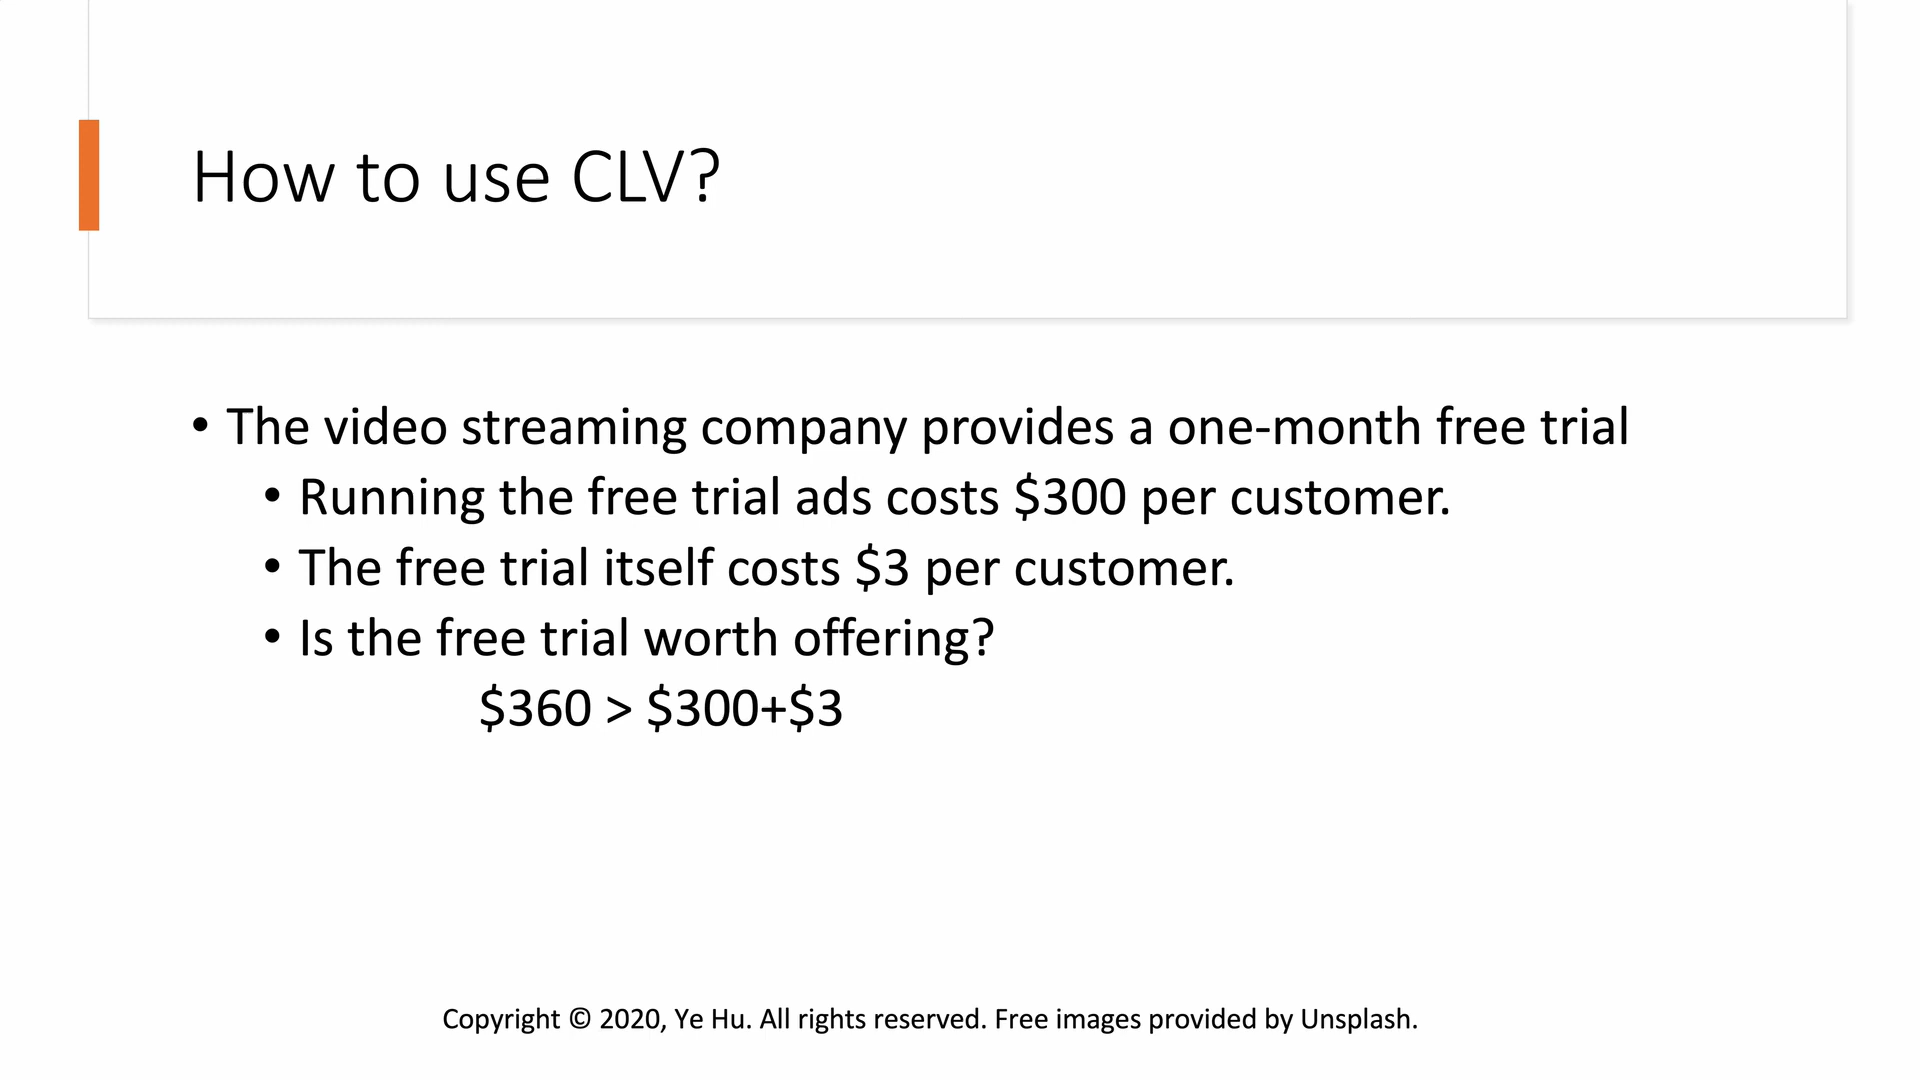 How to use CLV?
• The video streaming company provides a one-month free trial
• Running the free trial ads costs $300 per customer.
• The free trial itself costs $3 per customer.
• Is the free trial worth offering?
$360 > $300+$3
Copyright © 2020, Ye Hu. All rights reserved. Free images provided by Unsplash.